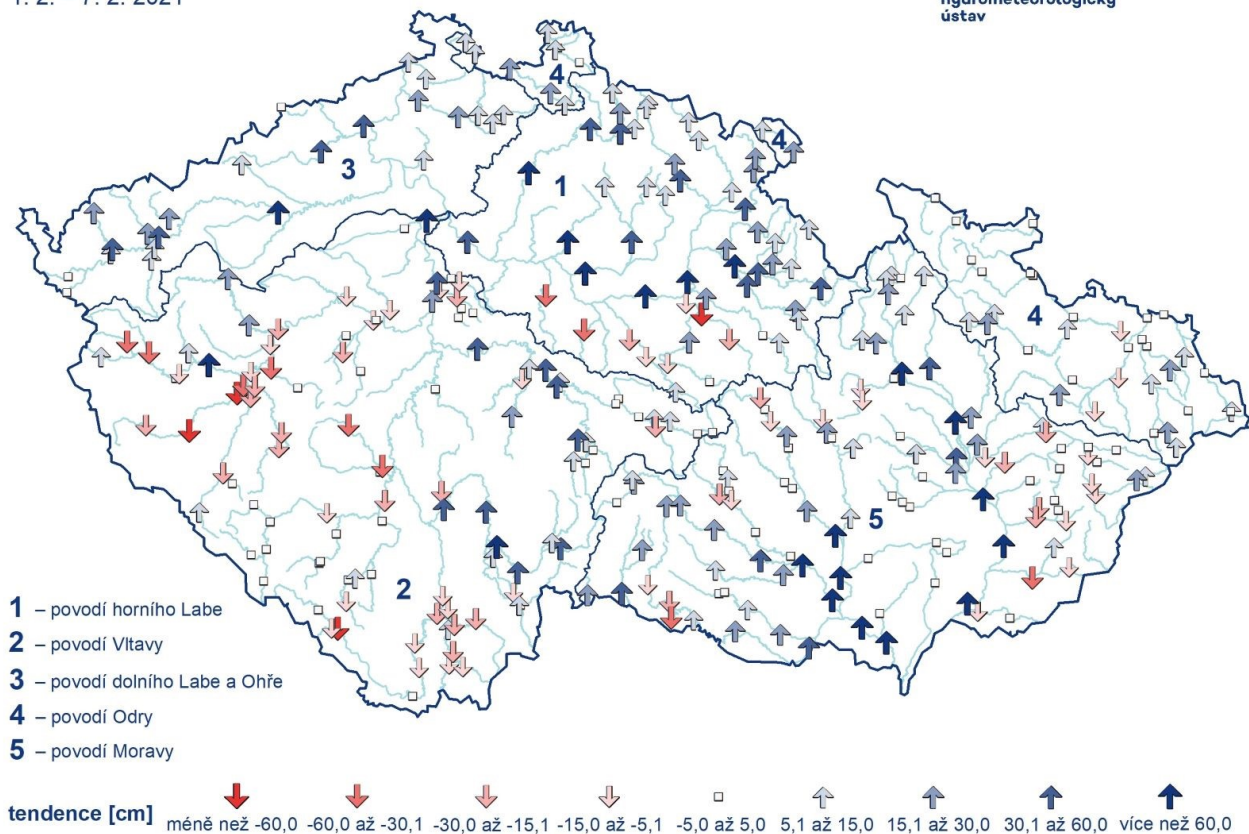 ústav
4
4
3
1
4
5
2
1 – povodí horního Labe
2 – povodí Vltavy
3 – povodí dolního Labe a Ohře
4 – povodí Odry
5 – povodí Moravy
tendence [cm] méně než -60,0 -60,0 až -30,1 -30,0 až -15,1 -15,0 až -5,1 -5,0 až 5,0 5,1 až 15,0 15,1 až 30,0 30,1 až 60,0 více než 60,0